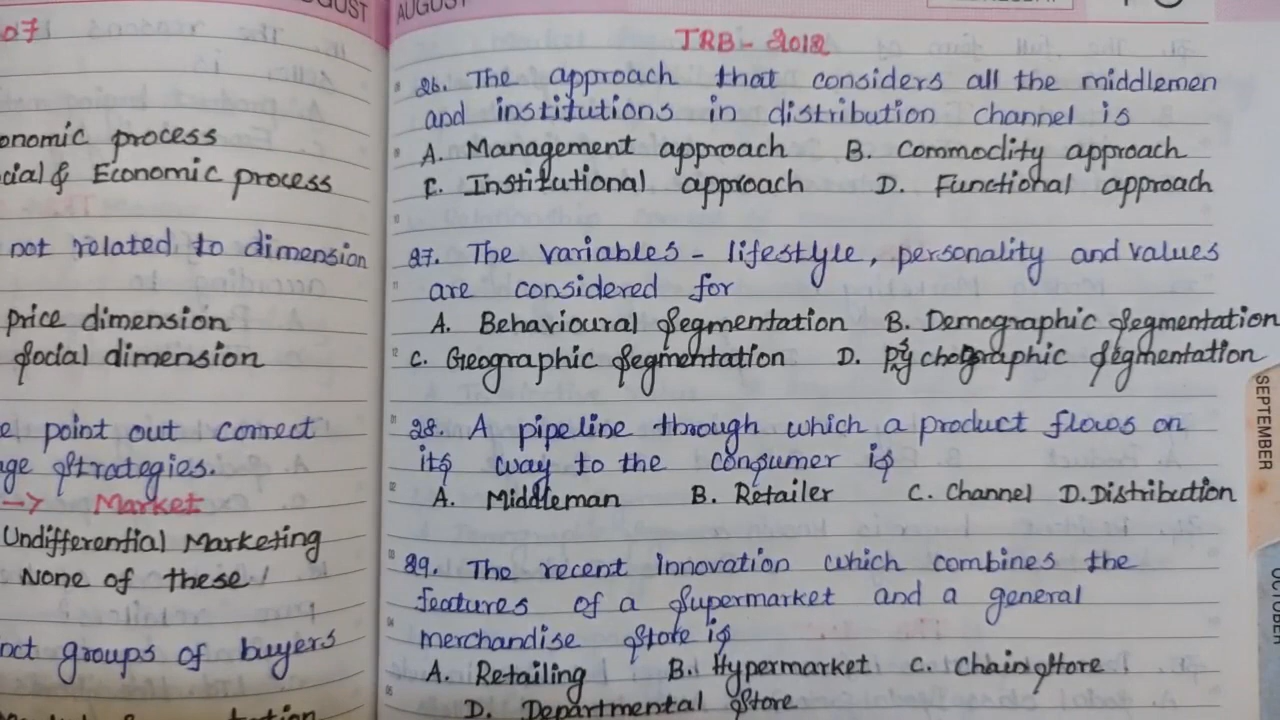 AUGUST
07
onomic process
cial & Economic process
not related to dimension
price dimension
Social dimension
e point out correct
age strategies.
→ Market
Undifferential Marketing
None of these
nct groups of buyers
AUGUST
TRB - 2012
26. The approach that considers all the middlemen
and institutions in distribution channel is
A. Management approach B. Commodity approach
C. Institutional approach D. Functional approach
27. The variables - lifestyle, personality and values
are considered for
A. Behavioural Segmentation B. Demographic Segmentation
C. Geographic Segmentation D. Psychographic Segmentation
28. A pipeline through which a product flows on
its way to the consumer is
A. Middleman B. Retailer C. Channel D. Distribution
29. The recent innovation which combines the
features of a Supermarket and a general
merchandise Store is
A. Retailing B. Hypermarket C. Chain store
D. Departmental Store
SEPTEMBER
OCTOBER